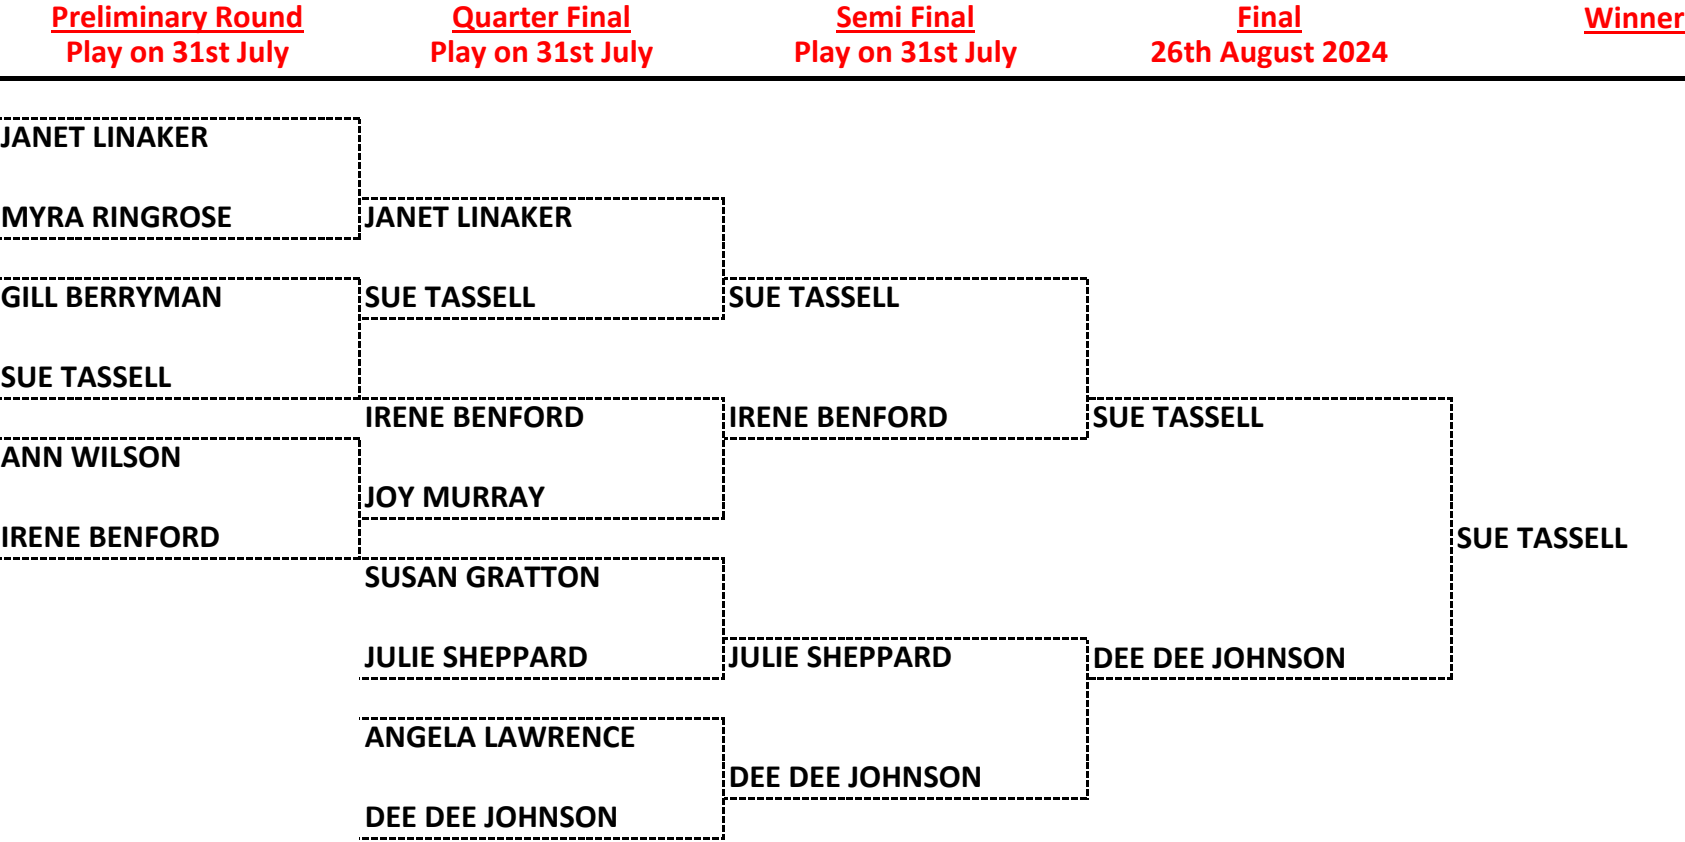 Preliminary Round Quarter Final Semi Final Final Winner
Play on 31st July Play on 31st July Play on 31st July 26th August 2024
JANET LINAKER
MYRA RINGROSE JANET LINAKER
GILL BERRYMAN SUE TASSELL SUE TASSELL
SUE TASSELL
IRENE BENFORD IRENE BENFORD SUE TASSELL
ANN WILSON
JOY MURRAY
IRENE BENFORD SUE TASSELL
SUSAN GRATTON
JULIE SHEPPARD JULIE SHEPPARD DEE DEE JOHNSON
ANGELA LAWRENCE
DEE DEE JOHNSON
DEE DEE JOHNSON